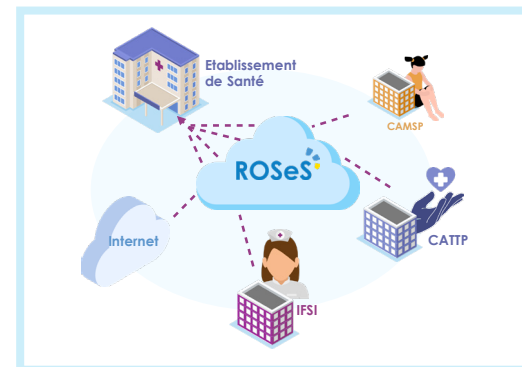 Etablissement
de Santé
CAMSP
ROSeS
Internet
CATTP
IFSI